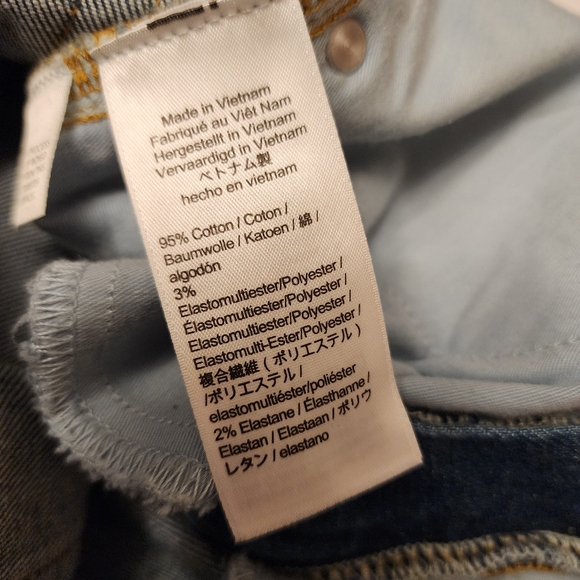 Made in Vietnam
Fabriqué au Việt Nam
Hergestellt in Vietnam
Vervaardigd in Vietnam
ベトナム製
hecho en vietnam
95% Cotton / Coton /
Baumwolle / Katoen / 綿 /
algodón
3%
Elastomultiester/Polyester /
Élastomultiester/Polyester /
Elastomultiester/Polyester /
Elastomulti-Ester/Polyester /
複合繊維 ( ポリエステル )
/ポリエステル /
elastomultiéster/poliéster
2% Elastane / Élasthanne /
Elastan / Elastaan / ポリウ
レタン / elastano